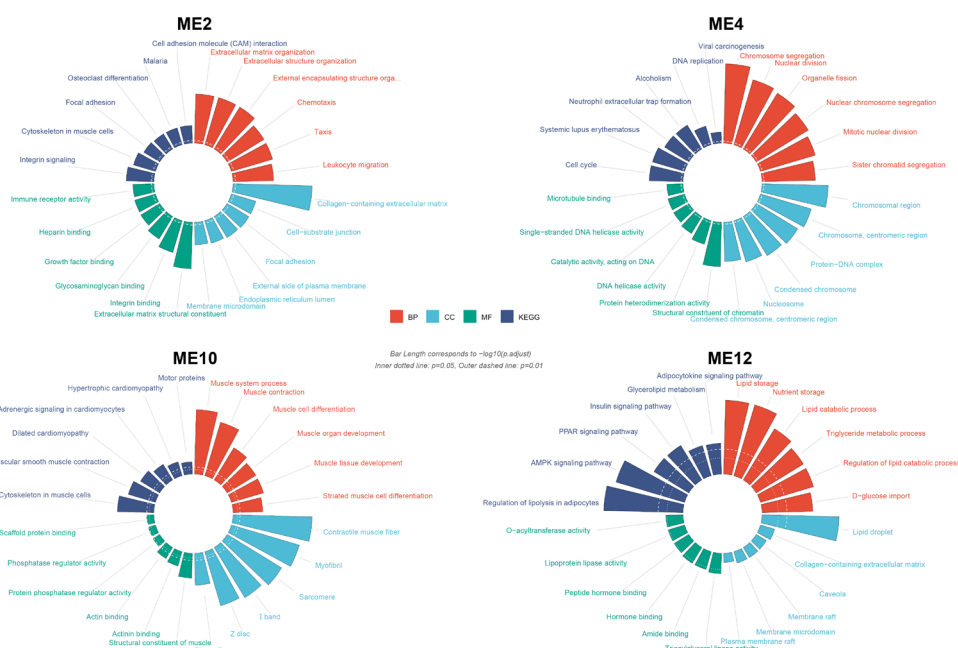 ME2
Cell adhesion molecule (CAM) interaction
Extracellular matrix organization
Malaria
Extracellular structure organization
Osteoclast differentiation
External encapsulating structure orga...
Focal adhesion
Chemotaxis
Cytoskeleton in muscle cells
Taxis
Integrin signaling
Leukocyte migration
Immune receptor activity
Collagen−containing extracellular matrix
Heparin binding
Cell−substrate junction
Growth factor binding
Focal adhesion
Glycosaminoglycan binding
External side of plasma membrane
Integrin binding
Endoplasmic reticulum lumen
Membrane microdomain
Extracellular matrix structural constituent
ME4
Viral carcinogenesis
Chromosome segregation
DNA replication
Nuclear division
Alcoholism
Organelle fission
Neutrophil extracellular trap formation
Nuclear chromosome segregation
Systemic lupus erythematosus
Mitotic nuclear division
Cell cycle
Sister chromatid segregation
Microtubule binding
Chromosomal region
Single−stranded DNA helicase activity
Chromosome, centromeric region
Catalytic activity, acting on DNA
Protein−DNA complex
DNA helicase activity
Condensed chromosome
Protein heterodimerization activity
Nucleosome
Structural constituent of chromatin
Condensed chromosome, centromeric region
BP CC MF KEGG
Bar Length corresponds to −log10(p.adjust)
Inner dotted line: p=0.05, Outer dashed line: p=0.01
ME10
Motor proteins
Muscle system process
Hypertrophic cardiomyopathy
Muscle contraction
Adrenergic signaling in cardiomyocytes
Muscle cell differentiation
Dilated cardiomyopathy
Muscle organ development
scular smooth muscle contraction
Muscle tissue development
Cytoskeleton in muscle cells
Striated muscle cell differentiation
Scaffold protein binding
Contractile muscle fiber
Phosphatase regulator activity
Myofibril
Protein phosphatase regulator activity
Sarcomere
Actin binding
I band
Actinin binding
Z disc
Structural constituent of muscle
ME12
Adipocytokine signaling pathway
Lipid storage
Glycerolipid metabolism
Nutrient storage
Insulin signaling pathway
Lipid catabolic process
PPAR signaling pathway
Triglyceride metabolic process
AMPK signaling pathway
Regulation of lipid catabolic process
Regulation of lipolysis in adipocytes
D−glucose import
O−acyltransferase activity
Lipid droplet
Lipoprotein lipase activity
Collagen−containing extracellular matrix
Peptide hormone binding
Caveola
Hormone binding
Membrane raft
Amide binding
Membrane microdomain
Plasma membrane raft